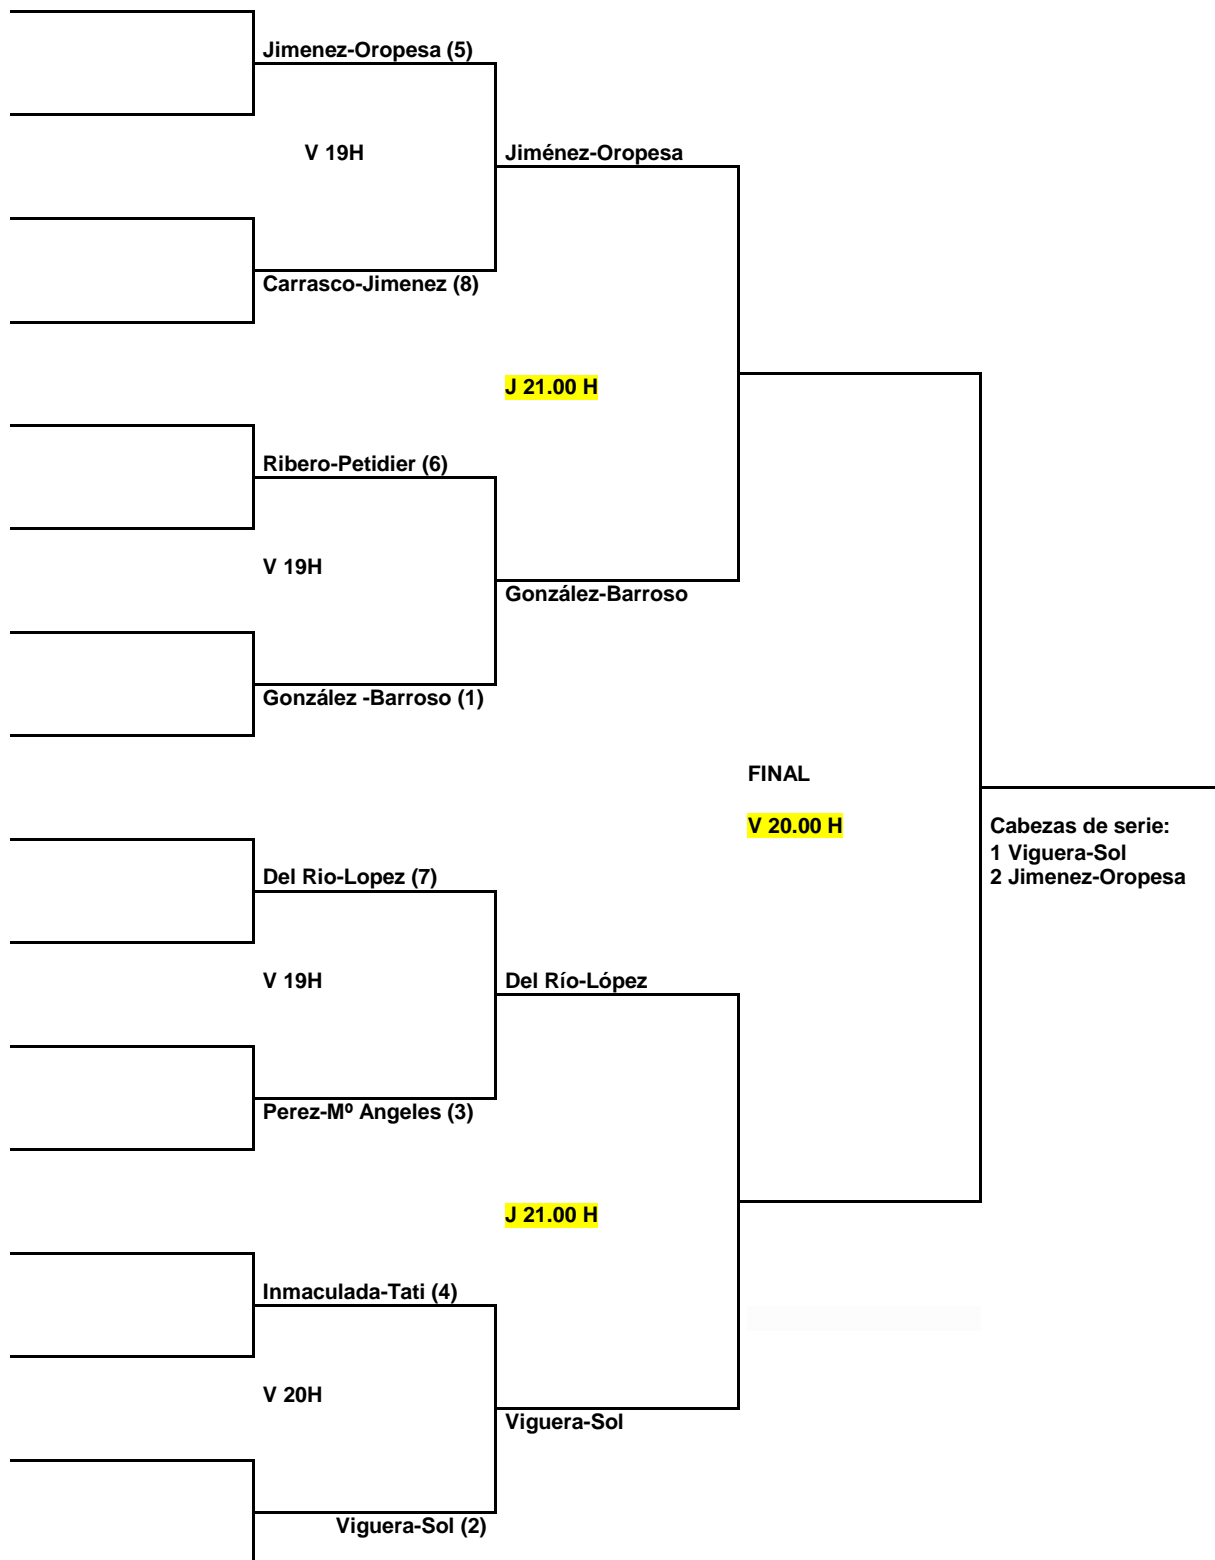 Jimenez-Oropesa (5)
V 19H
Jiménez-Oropesa
Carrasco-Jimenez (8)
J 21.00 H
Ribero-Petidier (6)
V 19H
González-Barroso
González -Barroso (1)
FINAL
V 20.00 H
Cabezas de serie:
1 Viguera-Sol
2 Jimenez-Oropesa
Del Rio-Lopez (7)
V 19H
Del Río-López
Perez-Mº Angeles (3)
J 21.00 H
Inmaculada-Tati (4)
V 20H
Viguera-Sol
Viguera-Sol (2)